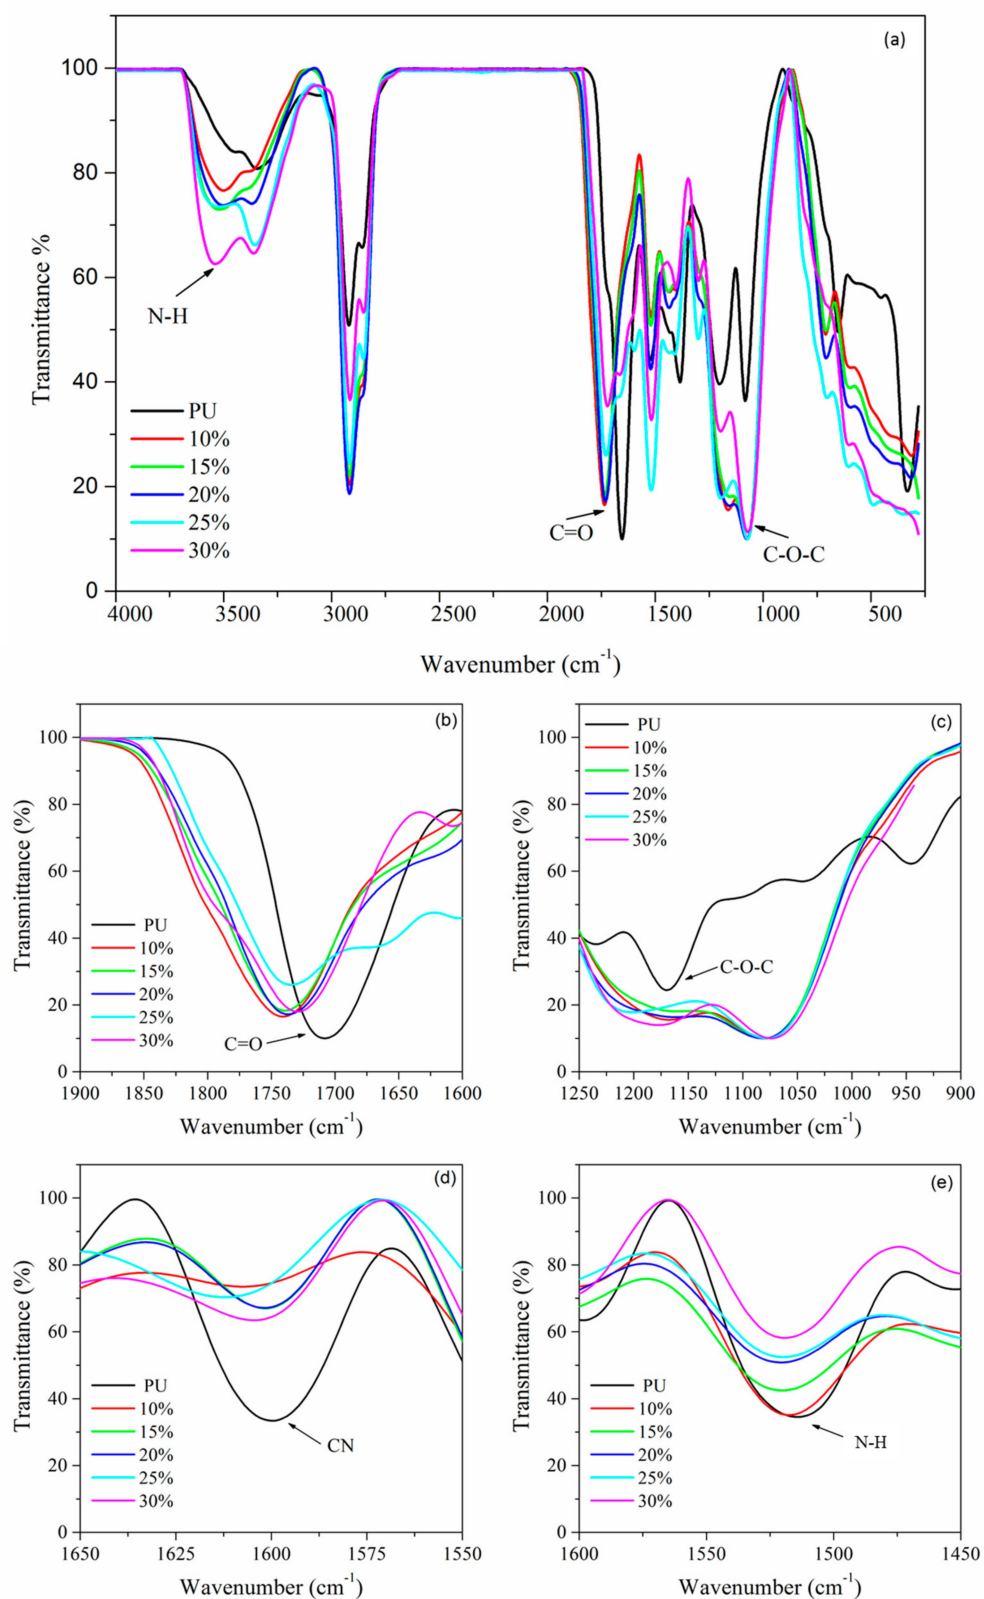 (a)
Transmittance %
100
80
60
40
20
0
N-H
C=O
C-O-C
PU
10%
15%
20%
25%
30%
4000 3500 3000 2500 2000 1500 1000 500
Wavenumber (cm-1)
(b)
Transmittance (%)
100
80
60
40
20
0
PU
10%
15%
20%
25%
30%
C=O
1900 1850 1800 1750 1700 1650 1600
Wavenumber (cm-1)
(c)
Transmittance (%)
100
80
60
40
20
0
PU
10%
15%
20%
25%
30%
C-O-C
1250 1200 1150 1100 1050 1000 950 900
Wavenumber (cm-1)
(d)
Transmittance (%)
100
80
60
40
20
0
PU
10%
15%
20%
25%
30%
CN
1650 1625 1600 1575 1550
Wavenumber (cm-1)
(e)
Transmittance (%)
100
80
60
40
20
0
PU
10%
15%
20%
25%
30%
N-H
1600 1550 1500 1450
Wavenumber (cm-1)